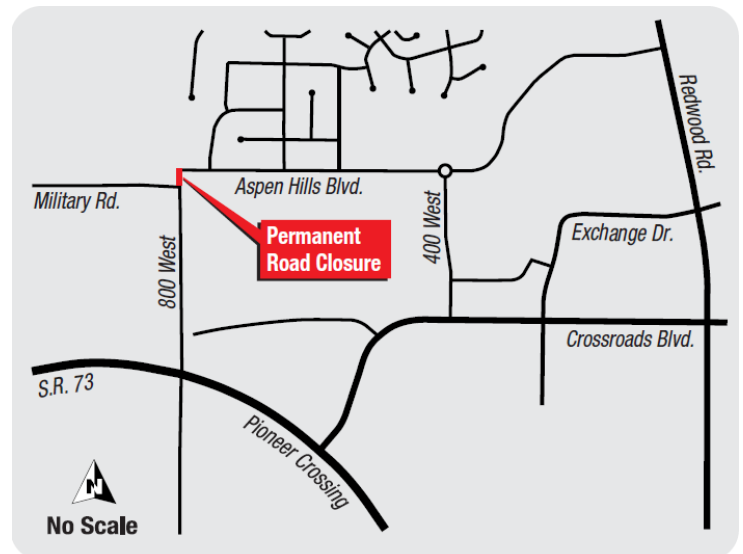 Redwood Rd.
Military Rd.
Aspen Hills Blvd.
Permanent
Road Closure
800 West
400 West
Exchange Dr.
Crossroads Blvd.
S.R. 73
Pioneer Crossing
N
No Scale